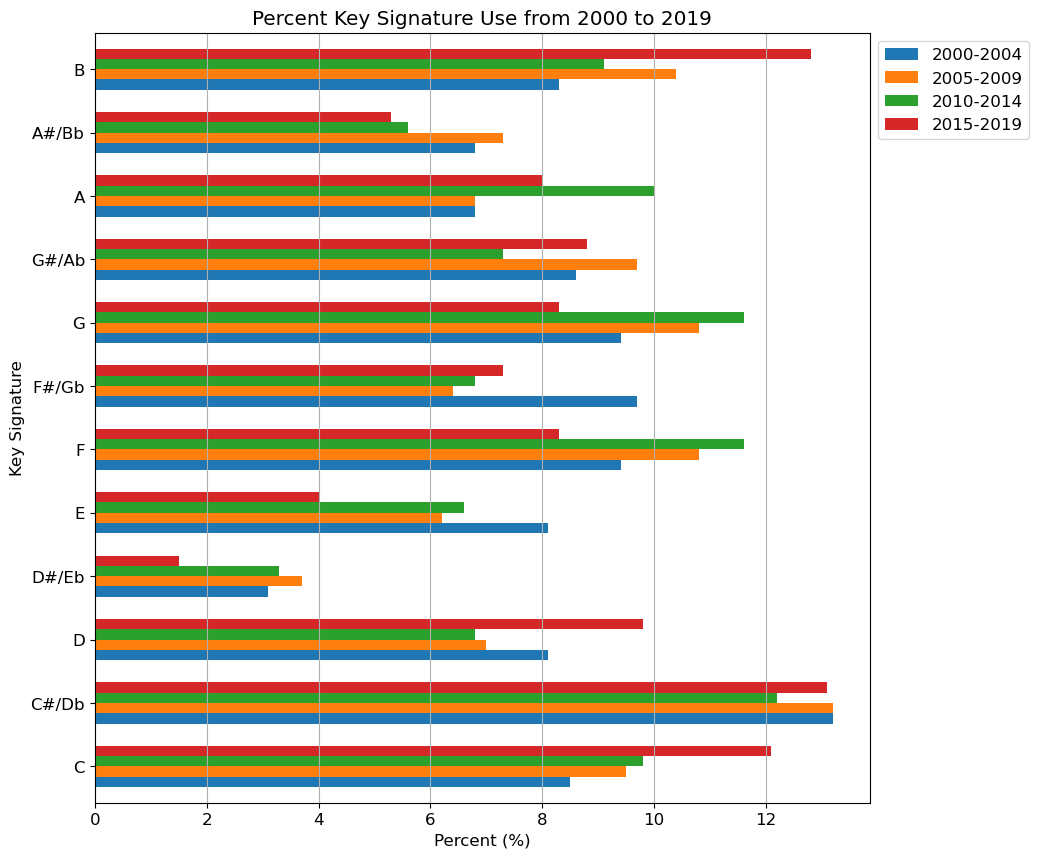 Percent Key Signature Use from 2000 to 2019
2000-2004
2005-2009
2010-2014
2015-2019
Key Signature
B
A#/Bb
A
G#/Ab
G
F#/Gb
F
E
D#/Eb
D
C#/Db
C
0 2 4 6 8 10 12
Percent (%)